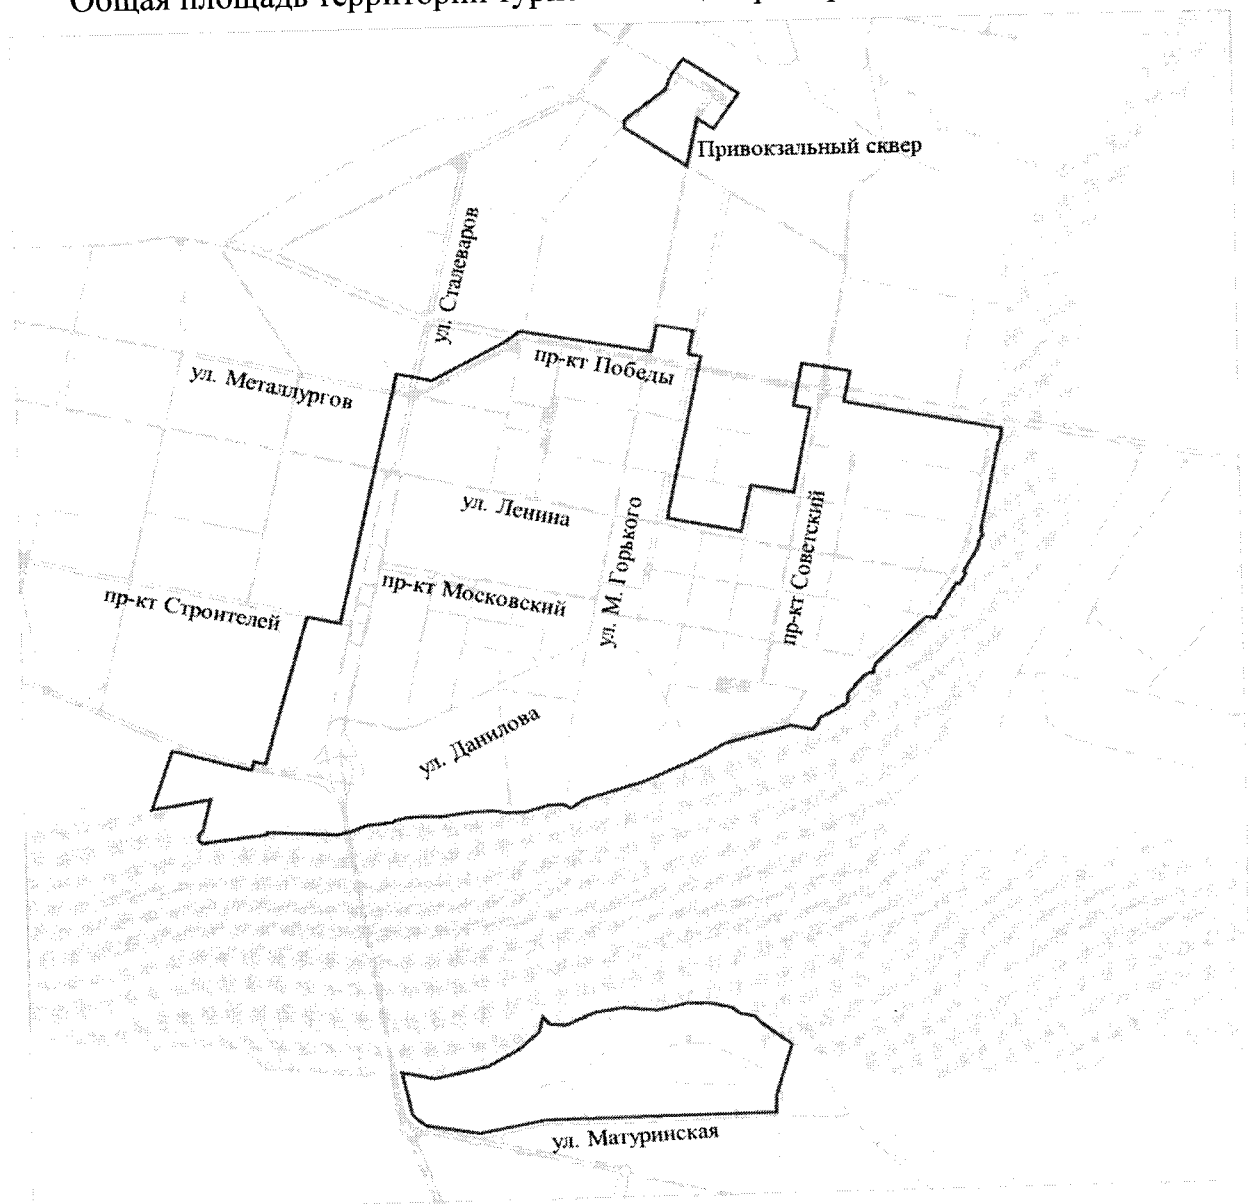 Общая площадь территории
Привокзальный сквер
ул. Сталеваров
пр-кт Победы
ул. Металлургов
ул. Ленина
ул. М. Горького
пр-кт Советский
пр-кт Московский
пр-кт Строителей
ул. Данилова
ул. Матуринская